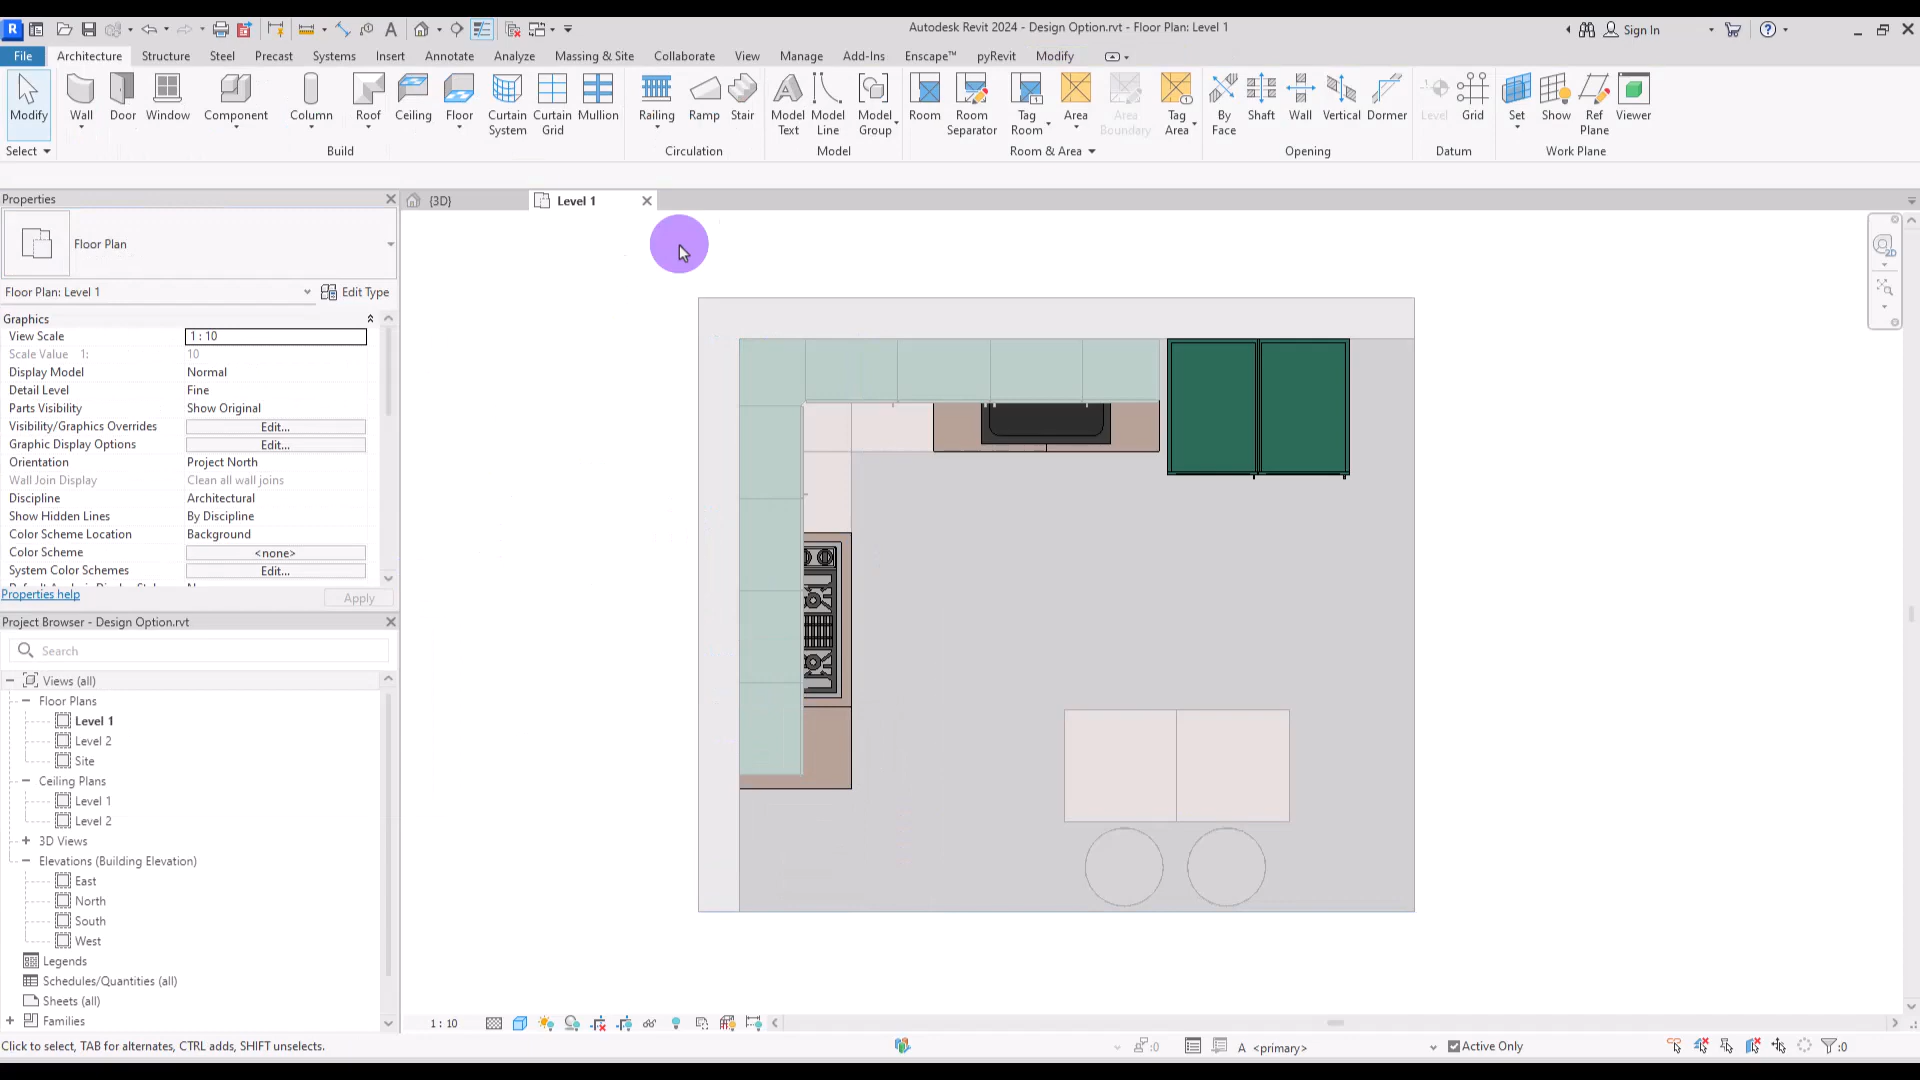 Autodesk Revit 2024 - Design Option.rvt - Floor Plan: Level 1
Sign In
File Architecture Structure Steel Precast Systems Insert Annotate Analyze Massing & Site Collaborate View Manage Add-Ins Enscape™ pyRevit Modify
Modify Wall Door Window Component Column Roof Ceiling Floor Curtain System Curtain Grid Mullion Railing Ramp Stair Model Text Model Line Model Group Room Room Separator Tag Room Area Area Boundary Tag Area By Face Shaft Wall Vertical Dormer Level Grid Set Show Ref Plane Viewer
Select Build Circulation Model Room & Area Opening Datum Work Plane
Properties
{3D}
Level 1
Floor Plan
Floor Plan: Level 1
Edit Type
Graphics
View Scale 1 : 10
Scale Value 1: 10
Display Model Normal
Detail Level Fine
Parts Visibility Show Original
Visibility/Graphics Overrides Edit...
Graphic Display Options Edit...
Orientation Project North
Wall Join Display Clean all wall joins
Discipline Architectural
Show Hidden Lines By Discipline
Color Scheme Location Background
Color Scheme <none>
System Color Schemes Edit...
Properties help
Apply
Project Browser - Design Option.rvt
Search
Views (all)
Floor Plans
Level 1
Level 2
Site
Ceiling Plans
Level 1
Level 2
3D Views
Elevations (Building Elevation)
East
North
South
West
Legends
Schedules/Quantities (all)
Sheets (all)
Families
1 : 10
Click to select, TAB for alternates, CTRL adds, SHIFT unselects.
:0
<primary>
Active Only
:0